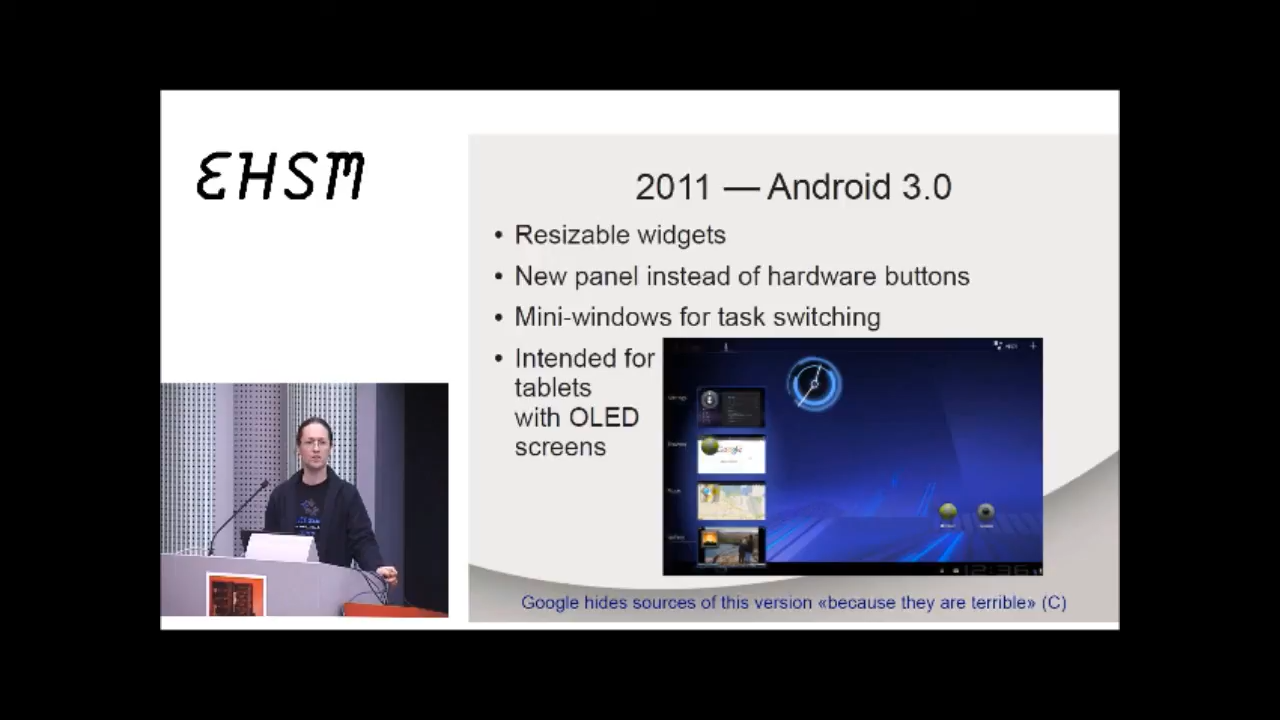 EHSM
2011 — Android 3.0
• Resizable widgets
• New panel instead of hardware buttons
• Mini-windows for task switching
• Intended for
tablets
with OLED
screens
Google
Google hides sources of this version «because they are terrible» (C)